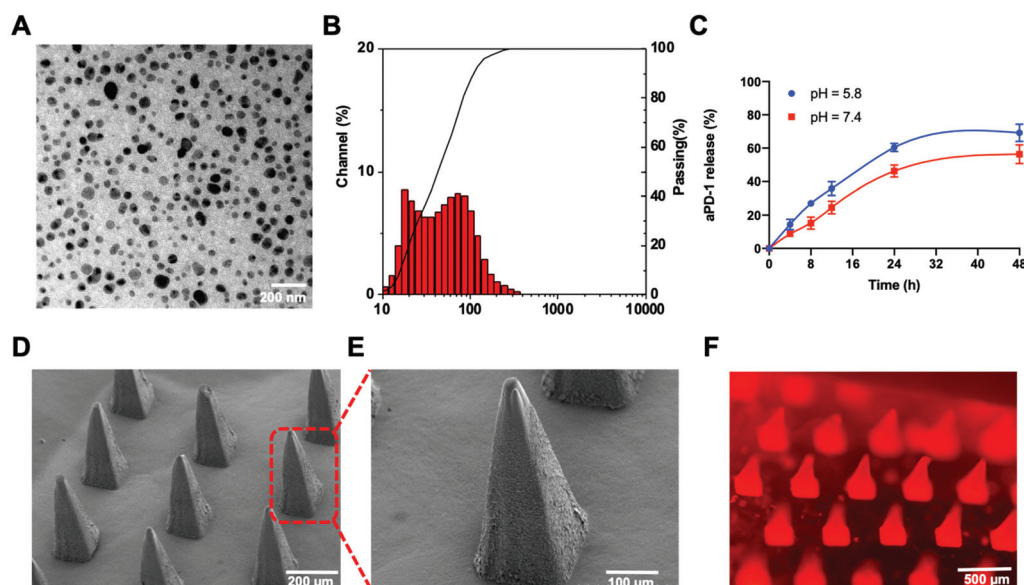 A
200 nm
B
20
10
0
Channel (%)
100
80
60
40
20
0
Passing(%)
10
100
1000
10000
C
100
80
60
40
20
0
aPD-1 release (%)
pH = 5.8
pH = 7.4
0
8
16
24
32
40
48
Time (h)
D
200 μm
E
100 μm
F
500 μm